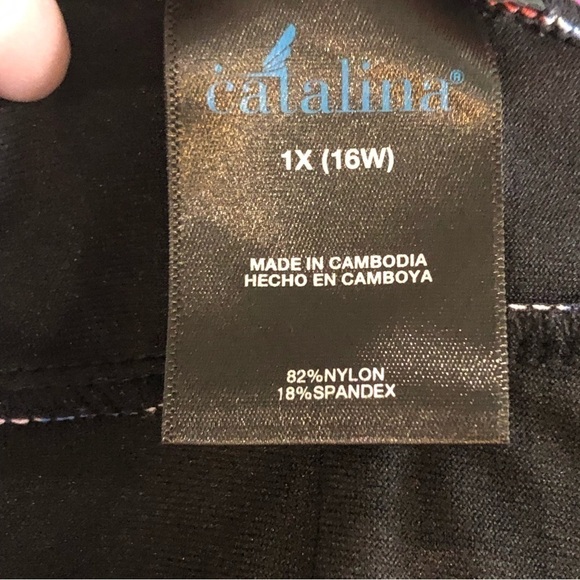 catalina®
1X (16W)
MADE IN CAMBODIA
HECHO EN CAMBOYA
82%NYLON
18%SPANDEX